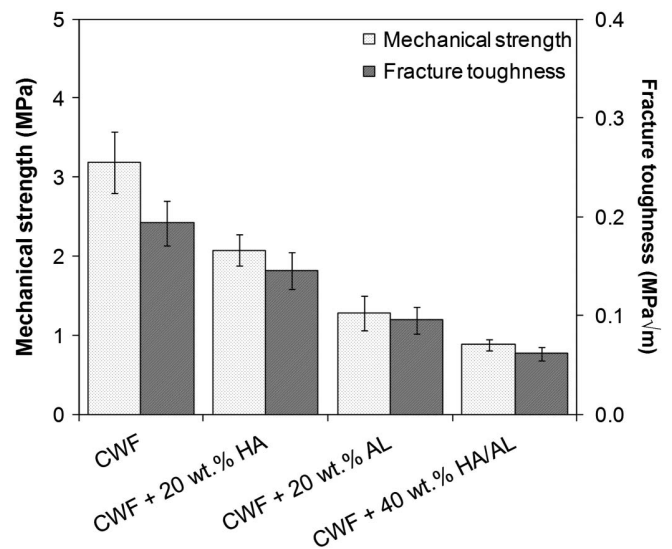 5
4
3
2
1
0
Mechanical strength (MPa)
Mechanical strength
Fracture toughness
0.4
0.3
0.2
0.1
0.0
Fracture toughness (MPa√m)
CWF
CWF + 20 wt.% HA
CWF + 20 wt.% AL
CWF + 40 wt.% HA/AL